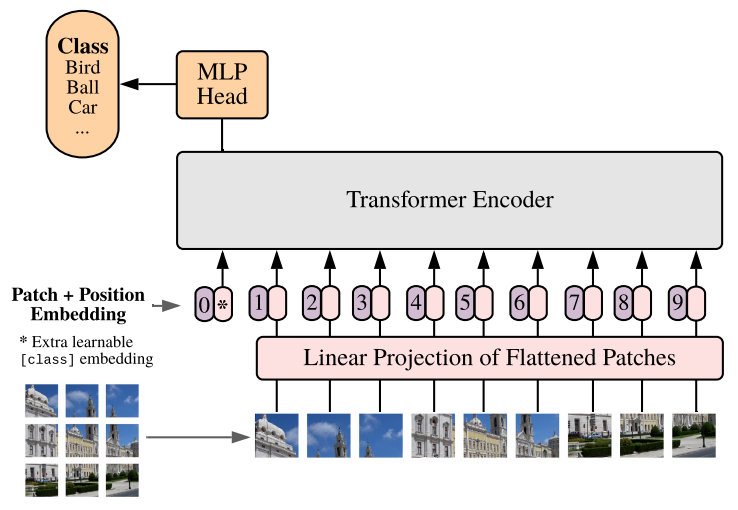 Class
Bird
Ball
Car
...
MLP
Head
Transformer Encoder
Patch + Position
Embedding
0 * 1 2 3 4 5 6 7 8 9
* Extra learnable
[class] embedding
Linear Projection of Flattened Patches